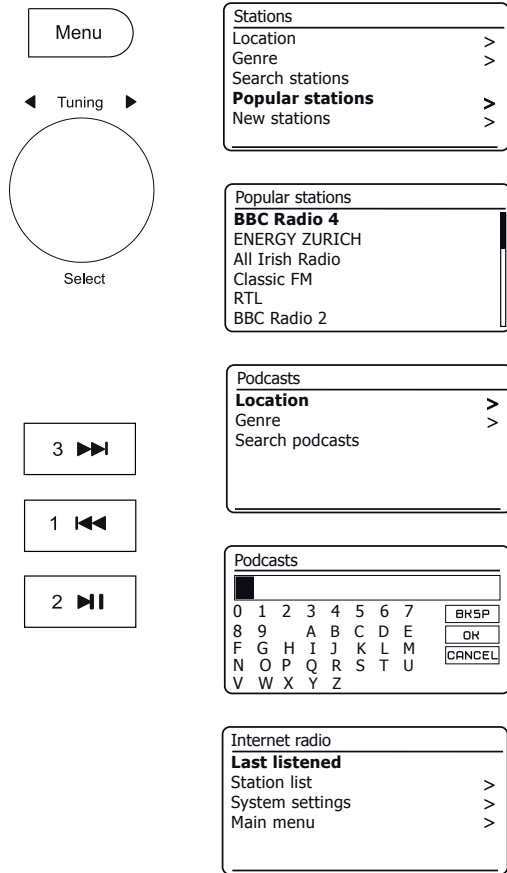 Menu
◀ Tuning ▶
Select
3 ▶▶|
1 |◀◀
2 ▶||
Stations
Location >
Genre >
Search stations
Popular stations >
New stations >
Popular stations
BBC Radio 4
ENERGY ZURICH
All Irish Radio
Classic FM
RTL
BBC Radio 2
Podcasts
Location >
Genre >
Search podcasts
Podcasts
0 1 2 3 4 5 6 7 BKSP
8 9 A B C D E OK
F G H I J K L M CANCEL
N O P Q R S T U
V W X Y Z
Internet radio
Last listened
Station list >
System settings >
Main menu >